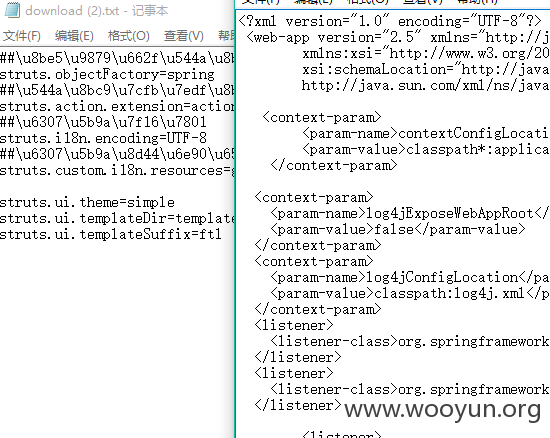 download (2).txt - 记事本
文件(F) 编辑(E) 格式(O) 查看(V)
##\u8be5\u9879\u662f\u544a\u8b
struts.objectFactory=spring
##\u544a\u8bc9\u7cfb\u7edf\u8b
struts.action.extension=action
##\u6307\u5b9a\u7f16\u7801
struts.i18n.encoding=UTF-8
##\u6307\u5b9a\u8d44\u6e90\u65
struts.custom.i18n.resources=g
struts.ui.theme=simple
struts.ui.templateDir=template
struts.ui.templateSuffix=ftl
<?xml version="1.0" encoding="UTF-8"?>
<web-app version="2.5" xmlns="http://j
xmlns:xsi="http://www.w3.org/20
xsi:schemaLocation="http://java
http://java.sun.com/xml/ns/java
<context-param>
<param-name>contextConfigLocati
<param-value>classpath*:applica
</context-param>
<context-param>
<param-name>log4jExposeWebAppRoot</
<param-value>false</param-value>
</context-param>
<context-param>
<param-name>log4jConfigLocation</pa
<param-value>classpath:log4j.xml</p
</context-param>
<listener>
<listener-class>org.springframework
</listener>
<listener>
<listener-class>org.springframework
</listener>
<listener>
www.wooyun.org